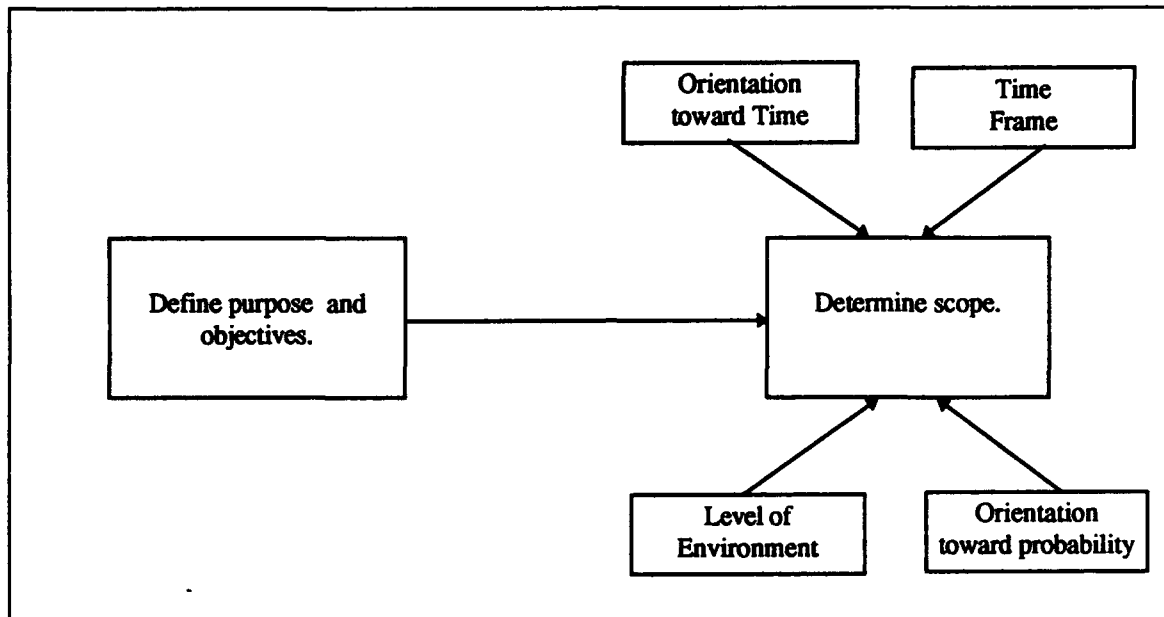 Orientation
toward Time
Time
Frame
Define purpose and
objectives.
Determine scope.
Level of
Environment
Orientation
toward probability